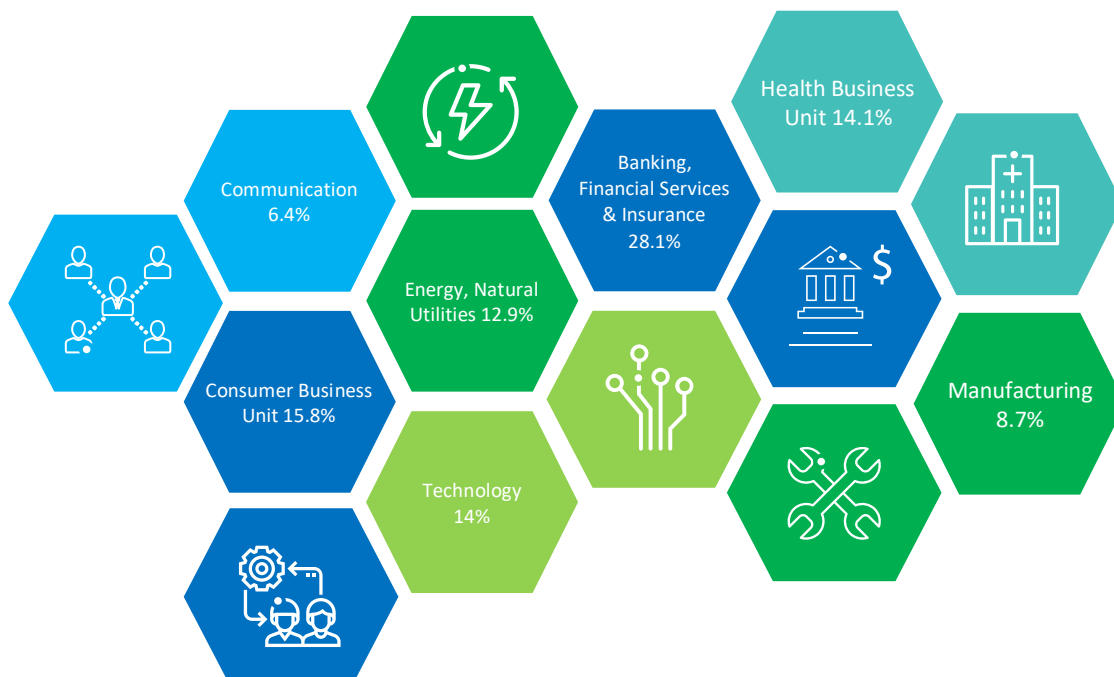 Health Business
Unit 14.1%
Banking,
Financial Services
& Insurance
28.1%
Communication
6.4%
$
Energy, Natural
Utilities 12.9%
Consumer Business
Unit 15.8%
Manufacturing
8.7%
Technology
14%